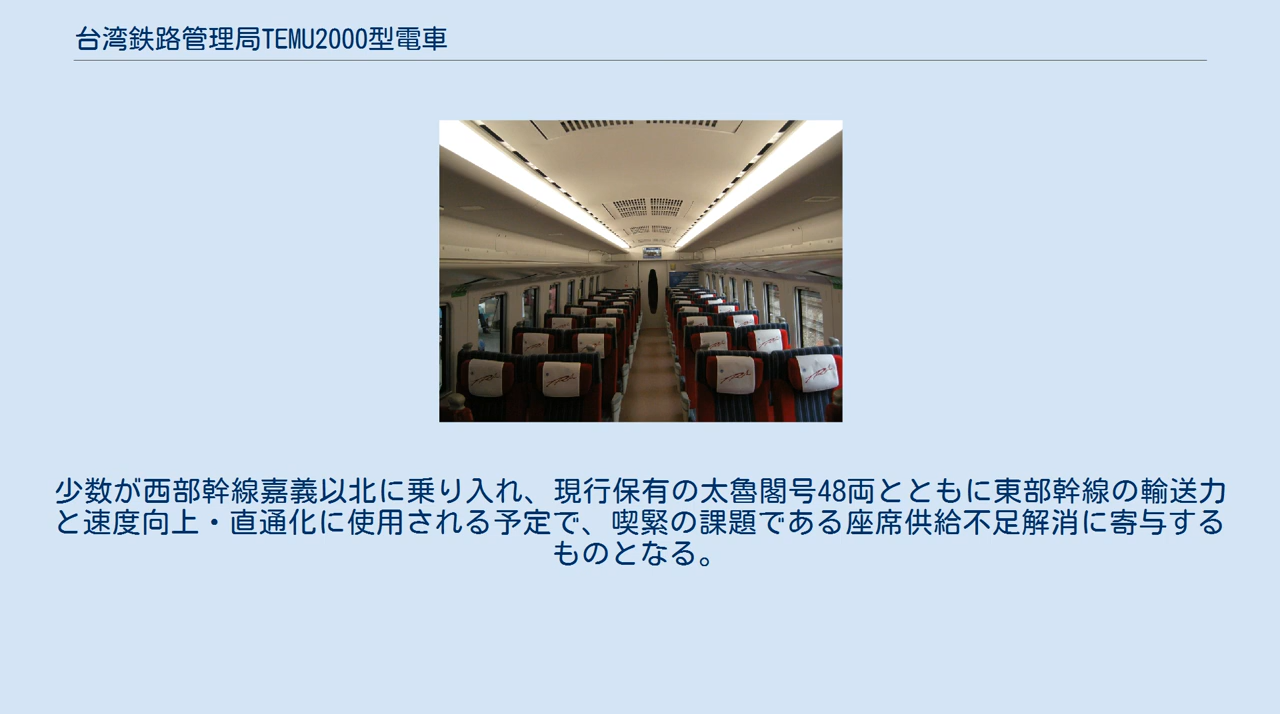 台湾鉄路管理局TEMU2000型電車
少数が西部幹線嘉義以北に乗り入れ、現行保有の太魯閣号48両とともに東部幹線の輸送力
と速度向上・直通化に使用される予定で、喫緊の課題である座席供給不足解消に寄与する
ものとなる。